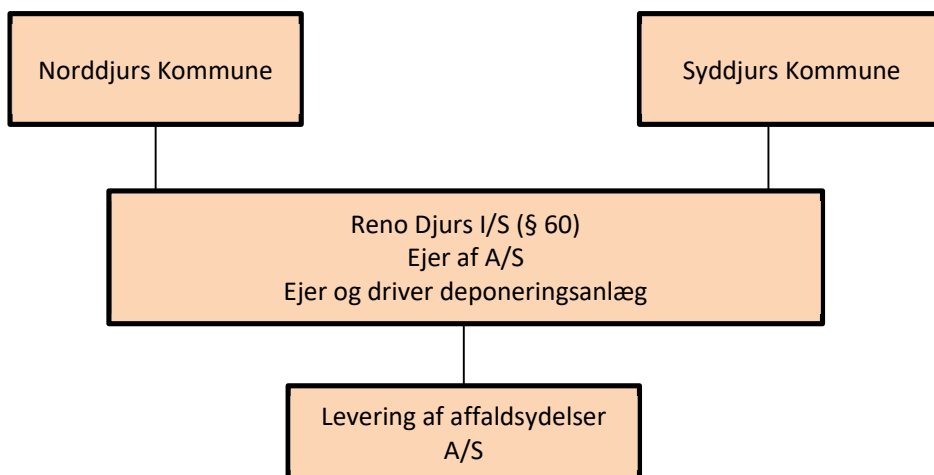 Norddjurs Kommune
Syddjurs Kommune
Reno Djurs I/S (§ 60)
Ejer af A/S
Ejer og driver deponeringsanlæg
Levering af affaldsydelser
A/S